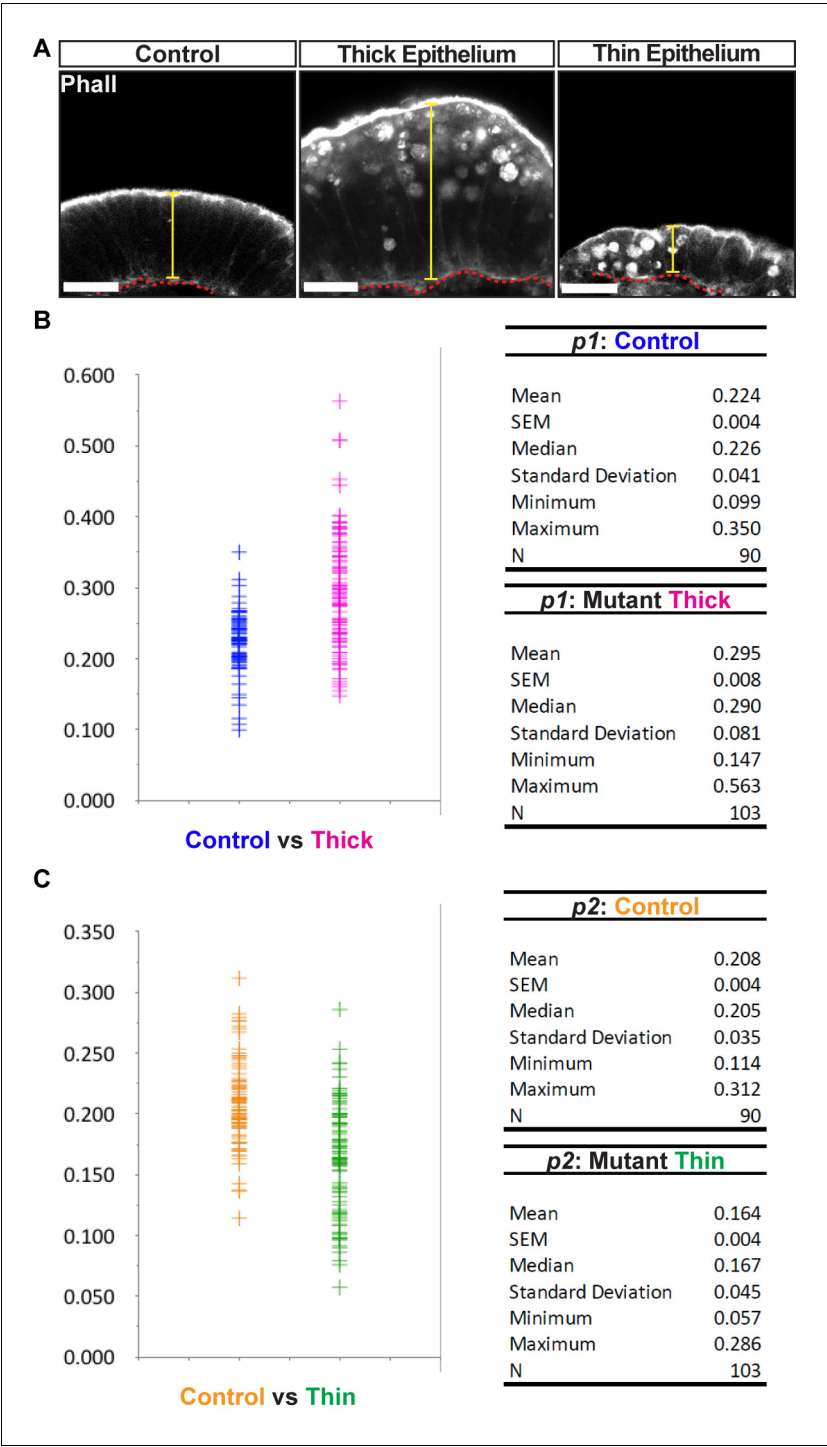 A
Control
Thick Epithelium
Thin Epithelium
Phall
B
0.600
0.500
0.400
0.300
0.200
0.100
0.000
Control vs Thick
p1: Control
Mean 0.224
SEM 0.004
Median 0.226
Standard Deviation 0.041
Minimum 0.099
Maximum 0.350
N 90
p1: Mutant Thick
Mean 0.295
SEM 0.008
Median 0.290
Standard Deviation 0.081
Minimum 0.147
Maximum 0.563
N 103
C
0.350
0.300
0.250
0.200
0.150
0.100
0.050
0.000
Control vs Thin
p2: Control
Mean 0.208
SEM 0.004
Median 0.205
Standard Deviation 0.035
Minimum 0.114
Maximum 0.312
N 90
p2: Mutant Thin
Mean 0.164
SEM 0.004
Median 0.167
Standard Deviation 0.045
Minimum 0.057
Maximum 0.286
N 103